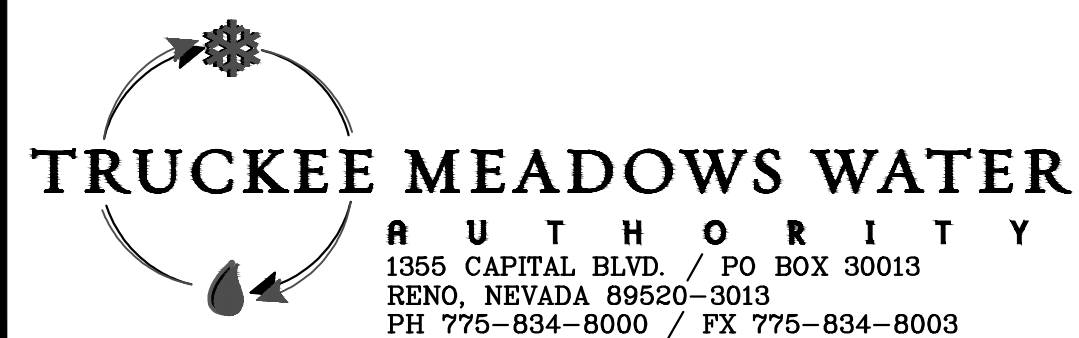 TRUCKEE MEADOWS WATER
AUTHORITY
1355 CAPITAL BLVD. / PO BOX 30013
RENO, NEVADA 89520-3013
PH 775-834-8000 / FX 775-834-8003